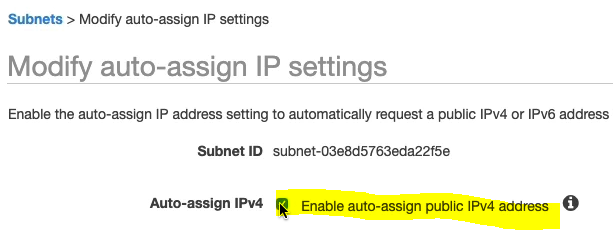 Subnets > Modify auto-assign IP settings
Modify auto-assign IP settings
Enable the auto-assign IP address setting to automatically request a public IPv4 or IPv6 address
Subnet ID subnet-03e8d5763eda22f5e
Auto-assign IPv4 Enable auto-assign public IPv4 address